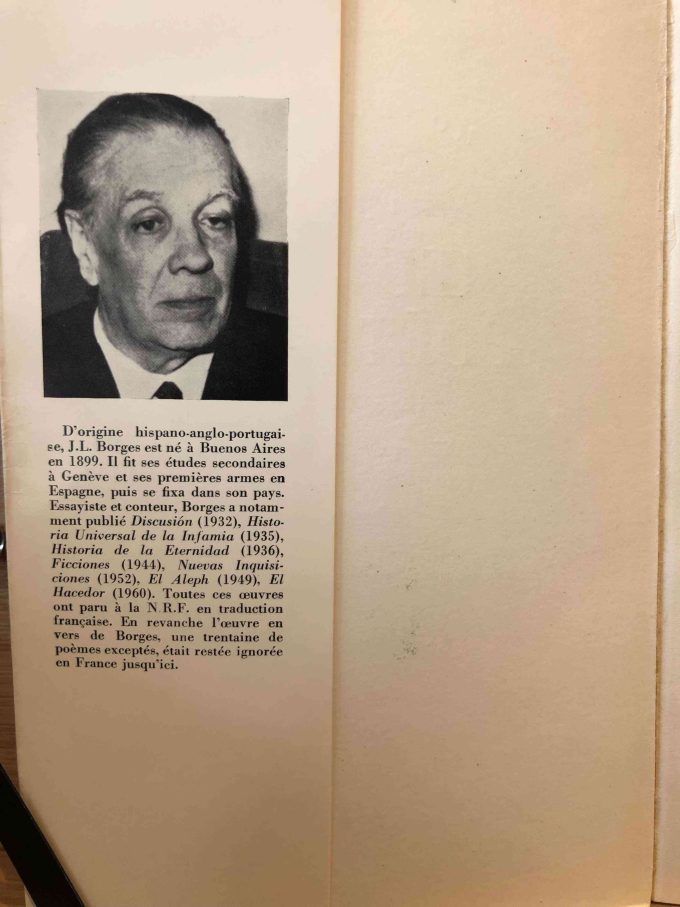 D'origine hispano-anglo-portugai-
se, J.L. Borges est né à Buenos Aires
en 1899. Il fit ses études secondaires
à Genève et ses premières armes en
Espagne, puis se fixa dans son pays.
Essayiste et conteur, Borges a notam-
ment publié Discusión (1932), Histo-
ria Universal de la Infamia (1935),
Historia de la Eternidad (1936),
Ficciones (1944), Nuevas Inquisi-
ciones (1952), El Aleph (1949), El
Hacedor (1960). Toutes ces œuvres
ont paru à la N.R.F. en traduction
française. En revanche l'œuvre en
vers de Borges, une trentaine de
poèmes exceptés, était restée ignorée
en France jusqu'ici.